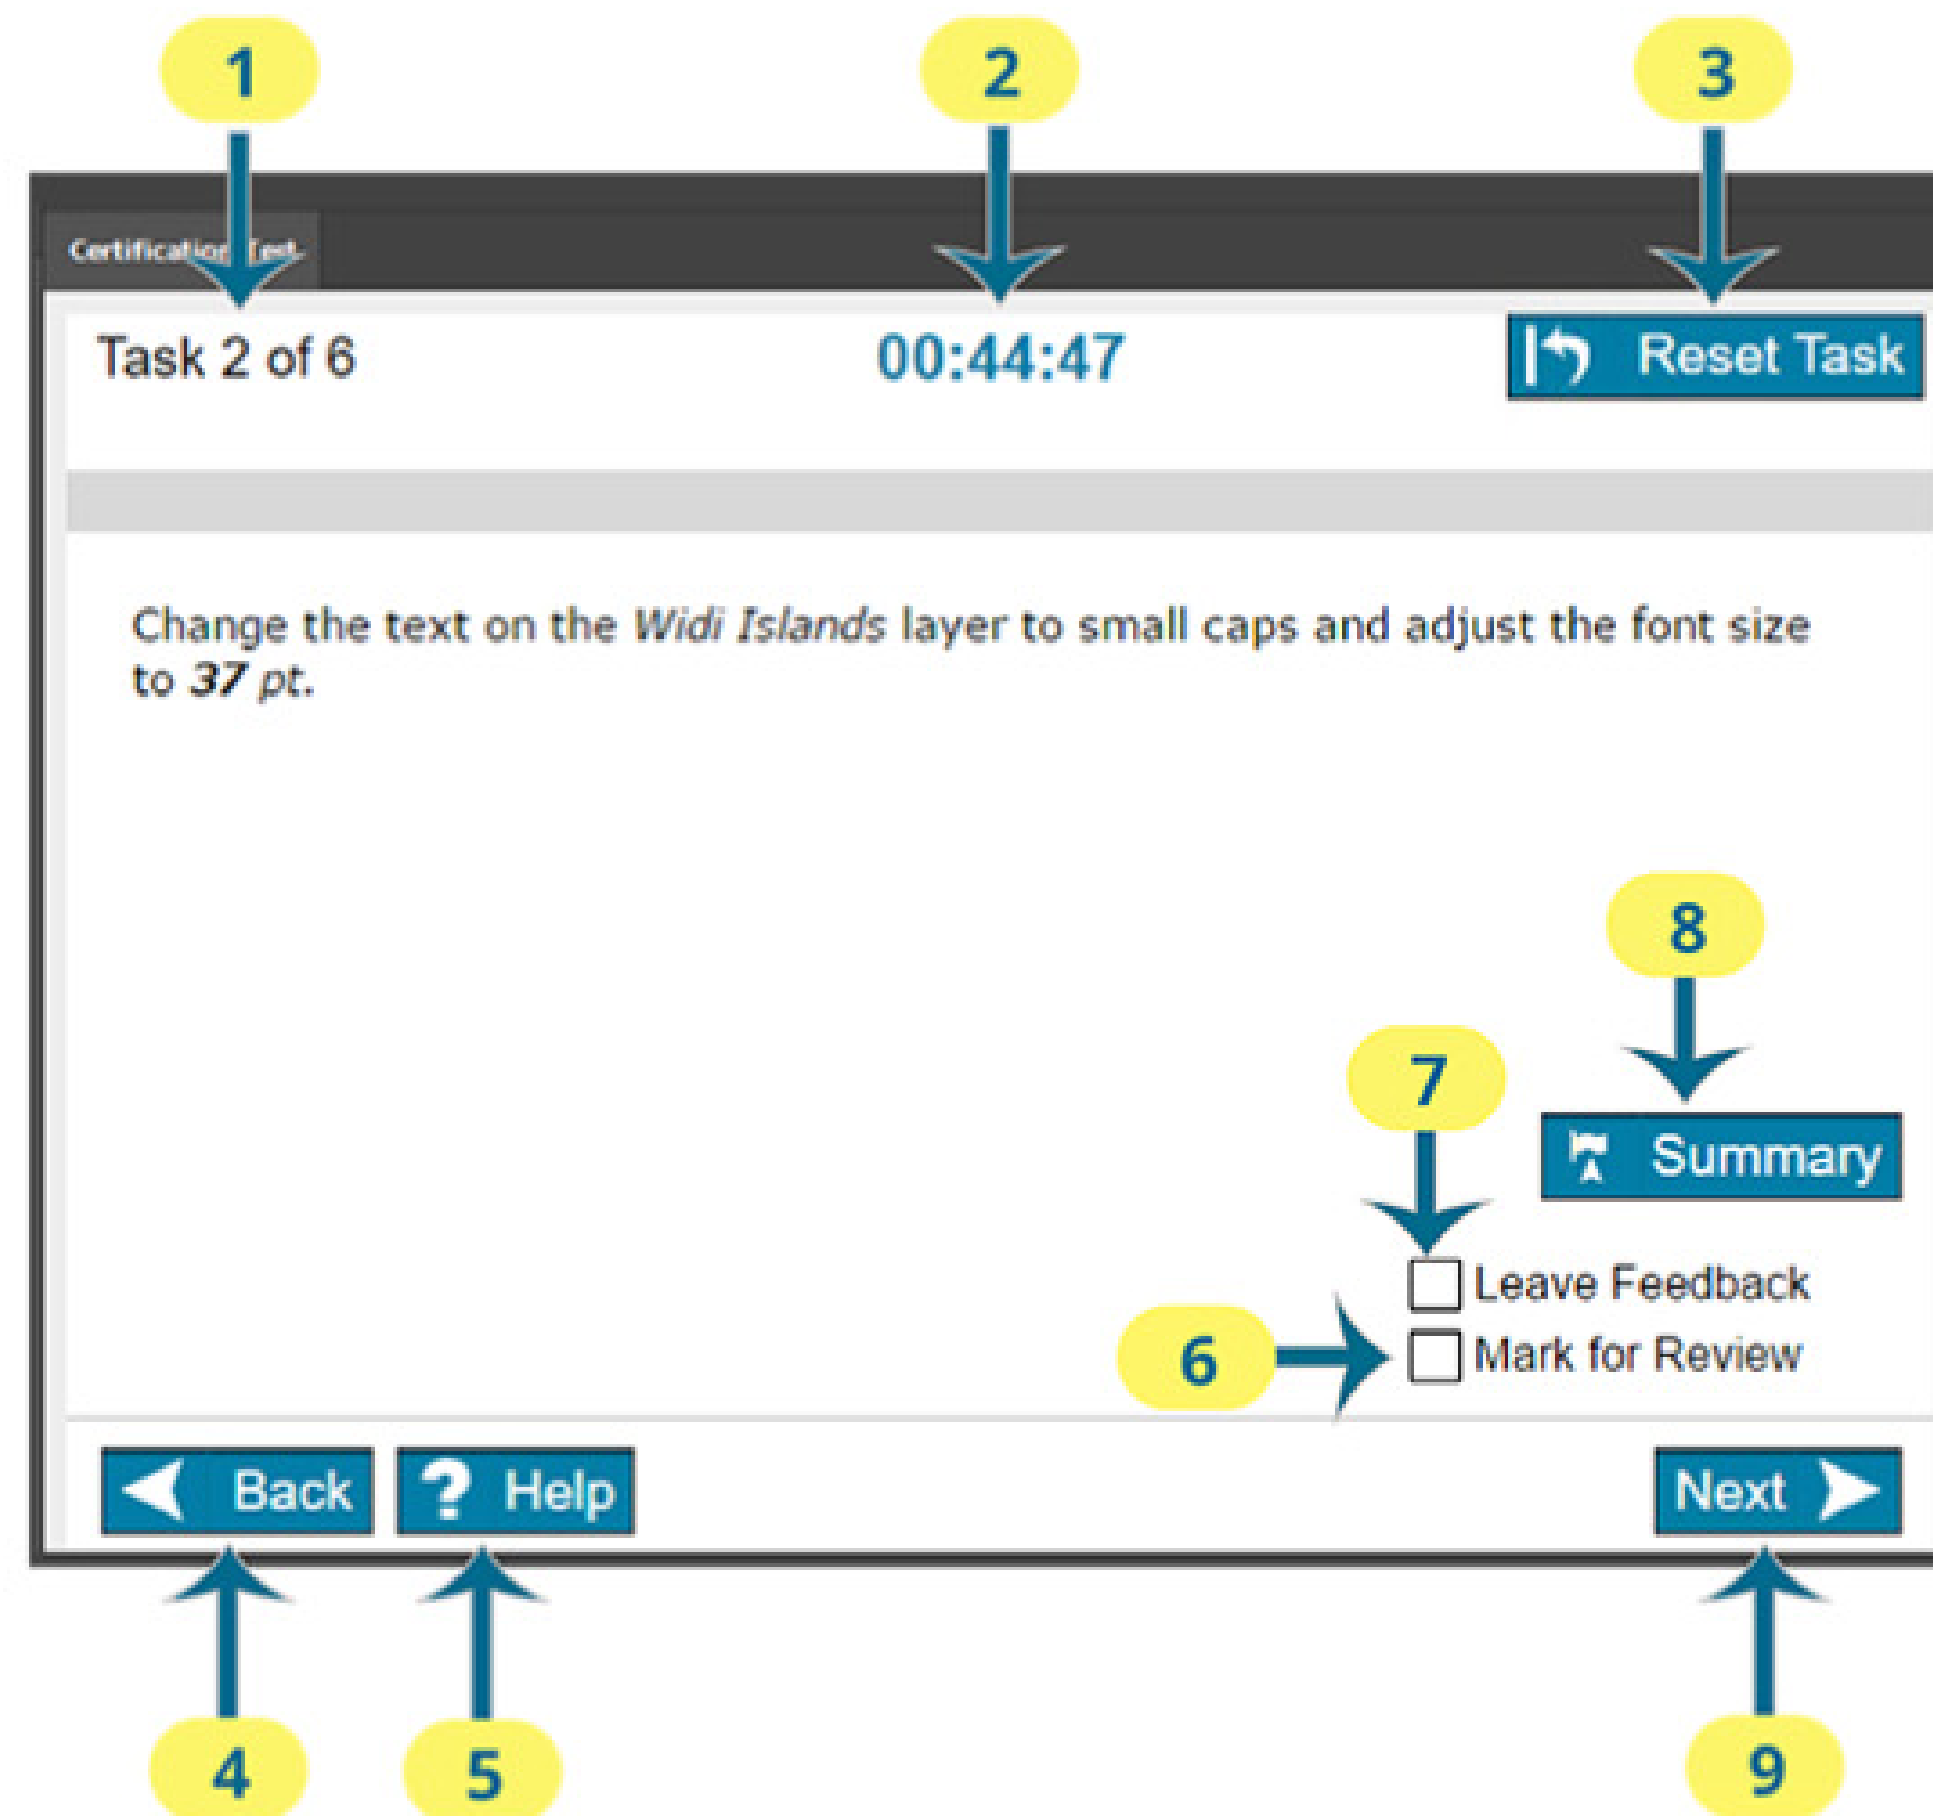 1
2
3
Certification Test
Task 2 of 6
00:44:47
Reset Task
Change the text on the Widi Islands layer to small caps and adjust the font size
to 37 pt.
8
7
Summary
Leave Feedback
6
Mark for Review
Back
? Help
Next
4
5
9